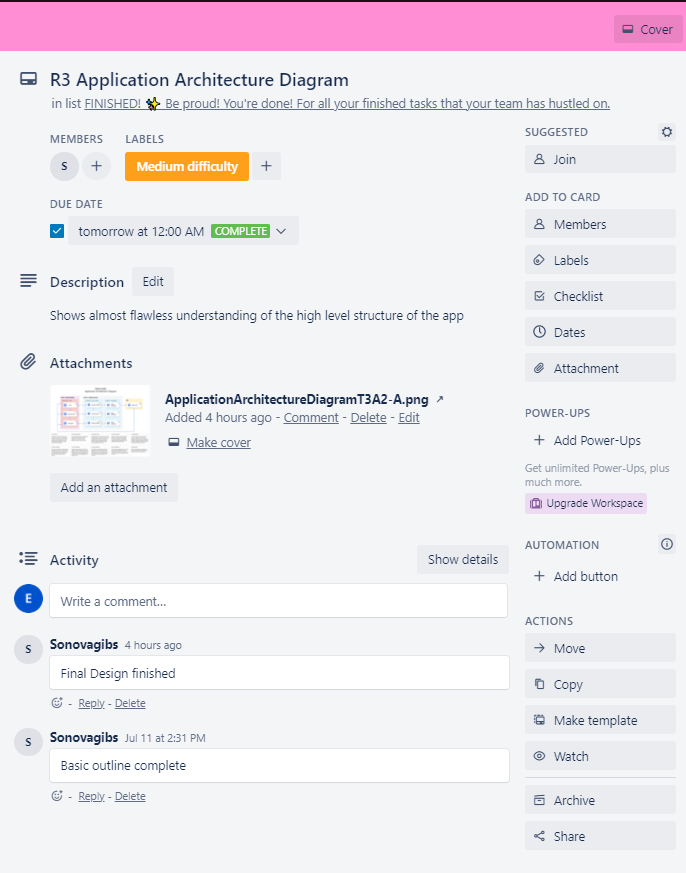 Cover
R3 Application Architecture Diagram
in list FINISHED! ✨ Be proud! You're done! For all your finished tasks that your team has hustled on.
MEMBERS
LABELS
S
+
Medium difficulty
+
DUE DATE
tomorrow at 12:00 AM COMPLETE
Description
Edit
Shows almost flawless understanding of the high level structure of the app
Attachments
ApplicationArchitectureDiagramT3A2-A.png ↗
Added 4 hours ago - Comment - Delete - Edit
Make cover
Add an attachment
Activity
Show details
E
Write a comment...
S
Sonovagibs 4 hours ago
Final Design finished
- Reply - Delete
S
Sonovagibs Jul 11 at 2:31 PM
Basic outline complete
- Reply - Delete
SUGGESTED
Join
ADD TO CARD
Members
Labels
Checklist
Dates
Attachment
POWER-UPS
+ Add Power-Ups
Get unlimited Power-Ups, plus
much more.
Upgrade Workspace
AUTOMATION
+ Add button
ACTIONS
Move
Copy
Make template
Watch
Archive
Share